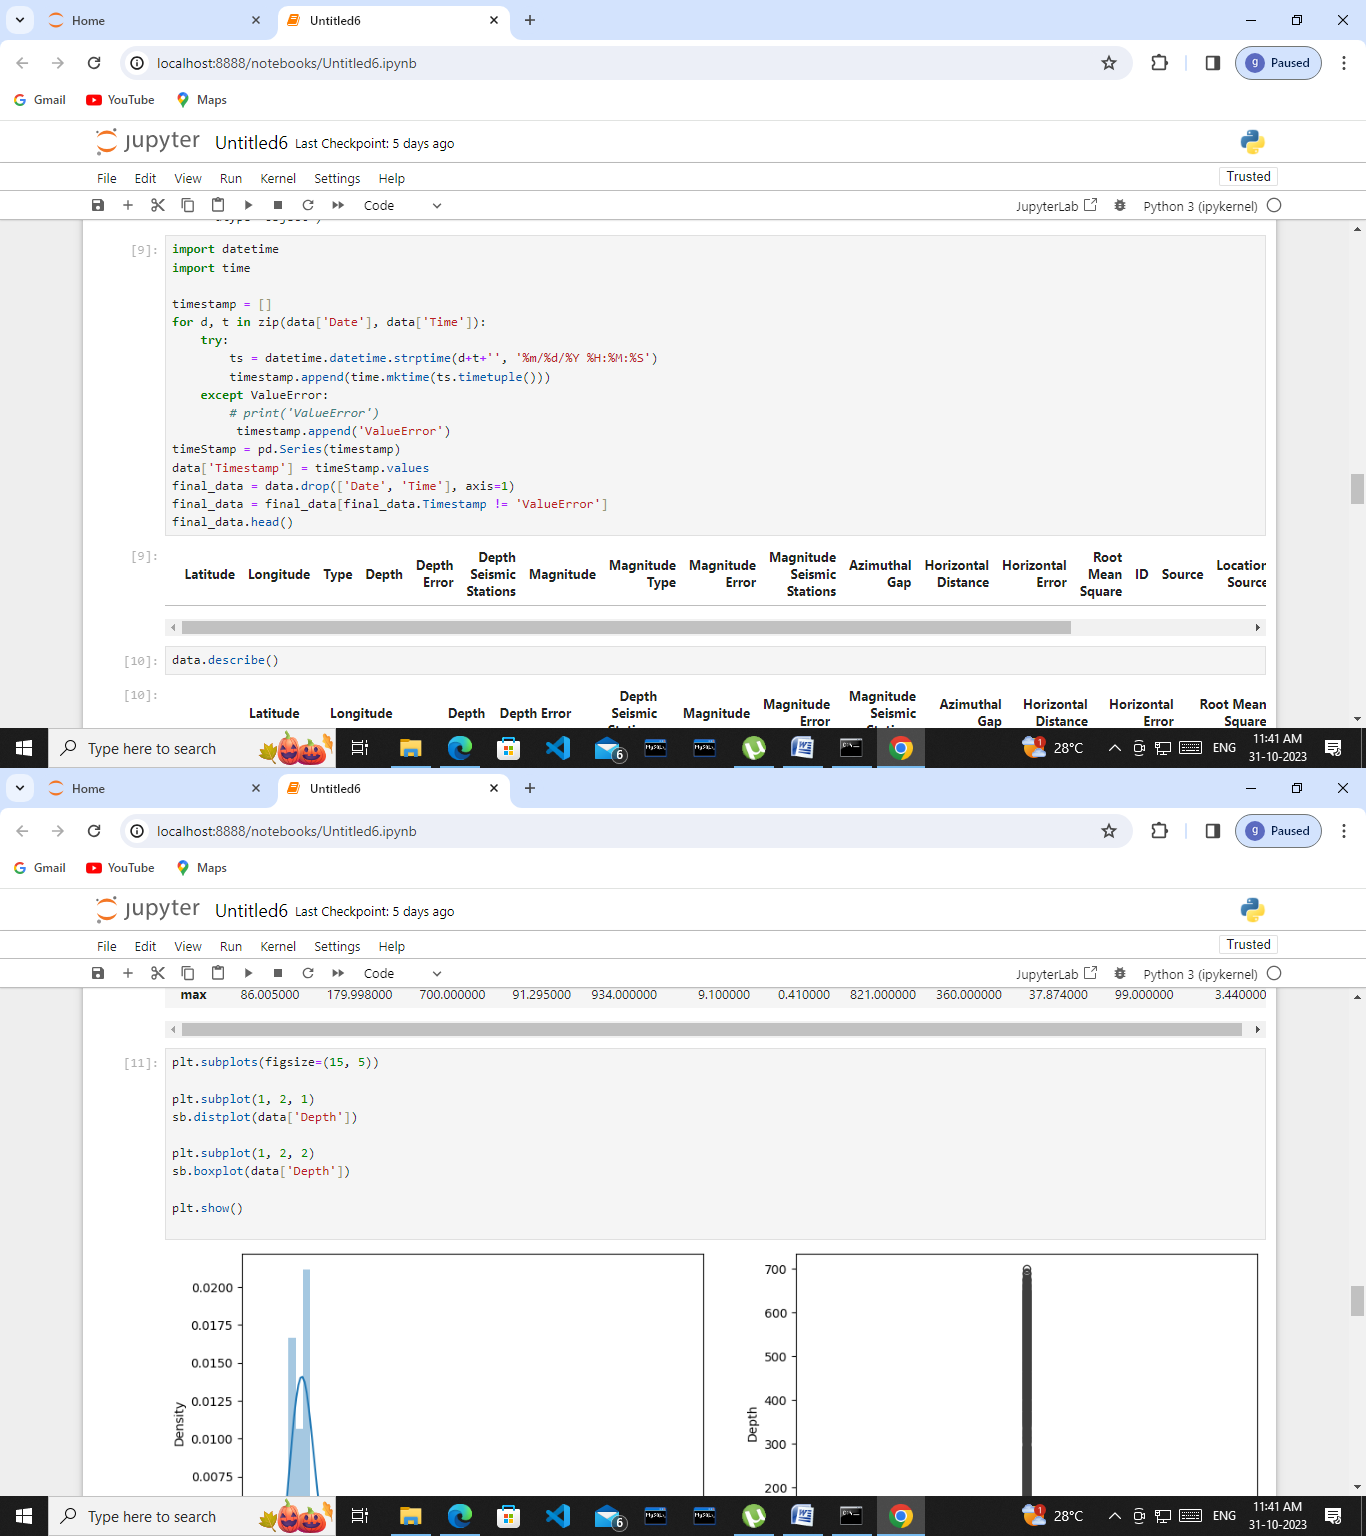 Home
Untitled6
localhost:8888/notebooks/Untitled6.ipynb
g Paused
Gmail YouTube Maps
jupyter Untitled6 Last Checkpoint: 5 days ago
File Edit View Run Kernel Settings Help
Trusted
Code
JupyterLab Python 3 (ipykernel)
[9]:
import datetime
import time
timestamp = []
for d, t in zip(data['Date'], data['Time']):
try:
ts = datetime.datetime.strptime(d+t+'', '%m/%d/%Y %H:%M:%S')
timestamp.append(time.mktime(ts.timetuple()))
except ValueError:
# print('ValueError')
timestamp.append('ValueError')
timeStamp = pd.Series(timestamp)
data['Timestamp'] = timeStamp.values
final_data = data.drop(['Date', 'Time'], axis=1)
final_data = final_data[final_data.Timestamp != 'ValueError']
final_data.head()
[9]:
Latitude Longitude Type Depth Depth Error Depth Seismic Stations Magnitude Magnitude Type Magnitude Error Magnitude Seismic Stations Azimuthal Gap Horizontal Distance Horizontal Error Root Mean Square ID Source Location Source
[10]:
data.describe()
[10]:
Latitude Longitude Depth Depth Error Depth Seismic Magnitude Magnitude Error Magnitude Seismic Azimuthal Gap Horizontal Distance Horizontal Error Root Mean Square
Type here to search
6
MySQL
MySQL
1
28°C
ENG
11:41 AM
31-10-2023
Home
Untitled6
localhost:8888/notebooks/Untitled6.ipynb
g Paused
Gmail YouTube Maps
jupyter Untitled6 Last Checkpoint: 5 days ago
File Edit View Run Kernel Settings Help
Trusted
Code
JupyterLab Python 3 (ipykernel)
max 86.005000 179.998000 700.000000 91.295000 934.000000 9.100000 0.410000 821.000000 360.000000 37.874000 99.000000 3.440000
[11]:
plt.subplots(figsize=(15, 5))
plt.subplot(1, 2, 1)
sb.distplot(data['Depth'])
plt.subplot(1, 2, 2)
sb.boxplot(data['Depth'])
plt.show()
0.0200
0.0175
0.0150
0.0125
0.0100
0.0075
Density
700
600
500
400
300
200
Depth
Type here to search
6
MySQL
MySQL
1
28°C
ENG
11:41 AM
31-10-2023